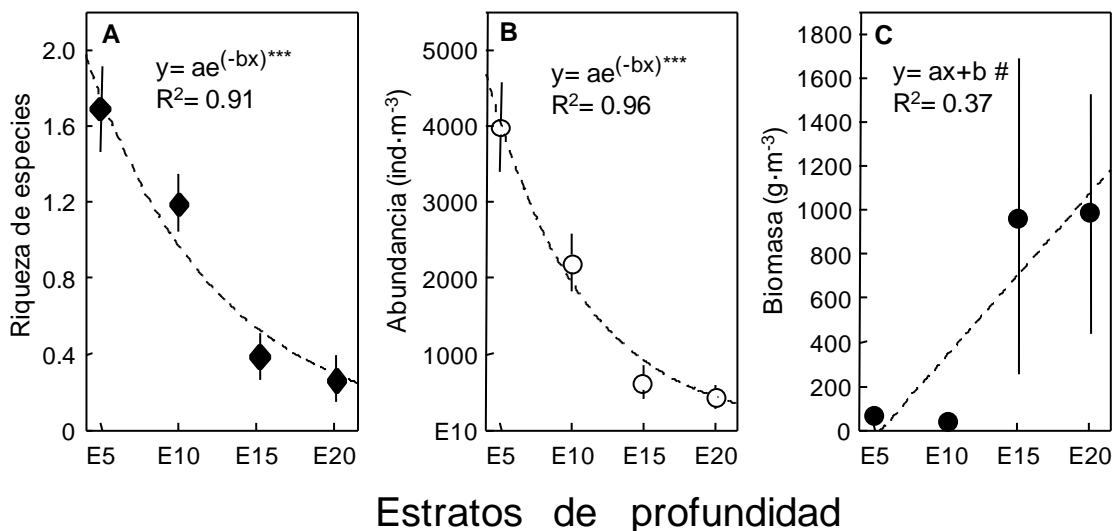 A
y= ae(-bx)***
R2= 0.91
Riqueza de especies
2.0
1.6
1.2
0.8
0.4
0
E5 E10 E15 E20
B
y= ae(-bx)***
R2= 0.96
Abundancia (ind·m-3)
5000
4000
3000
2000
1000
E10
E5 E10 E15 E20
C
y= ax+b #
R2= 0.37
Biomasa (g·m-3)
1800
1600
1400
1200
1000
800
600
400
200
0
E5 E10 E15 E20
Estratos de profundidad